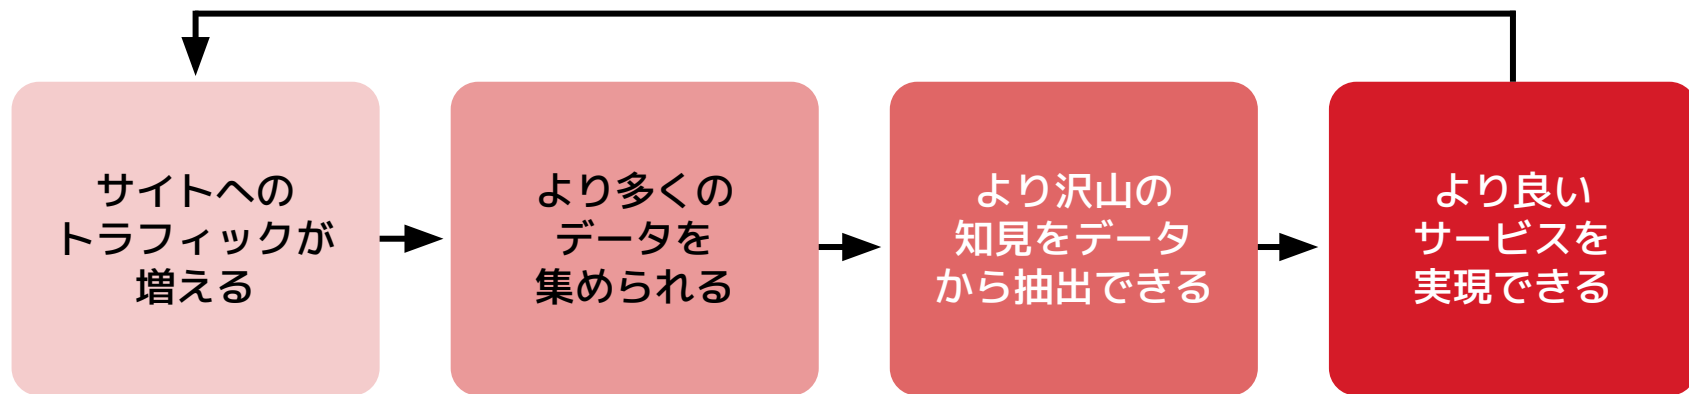 サイトへの
トラフィックが
増える
より多くの
データを
集められる
より沢山の
知見をデータ
から抽出できる
より良い
サービスを
実現できる